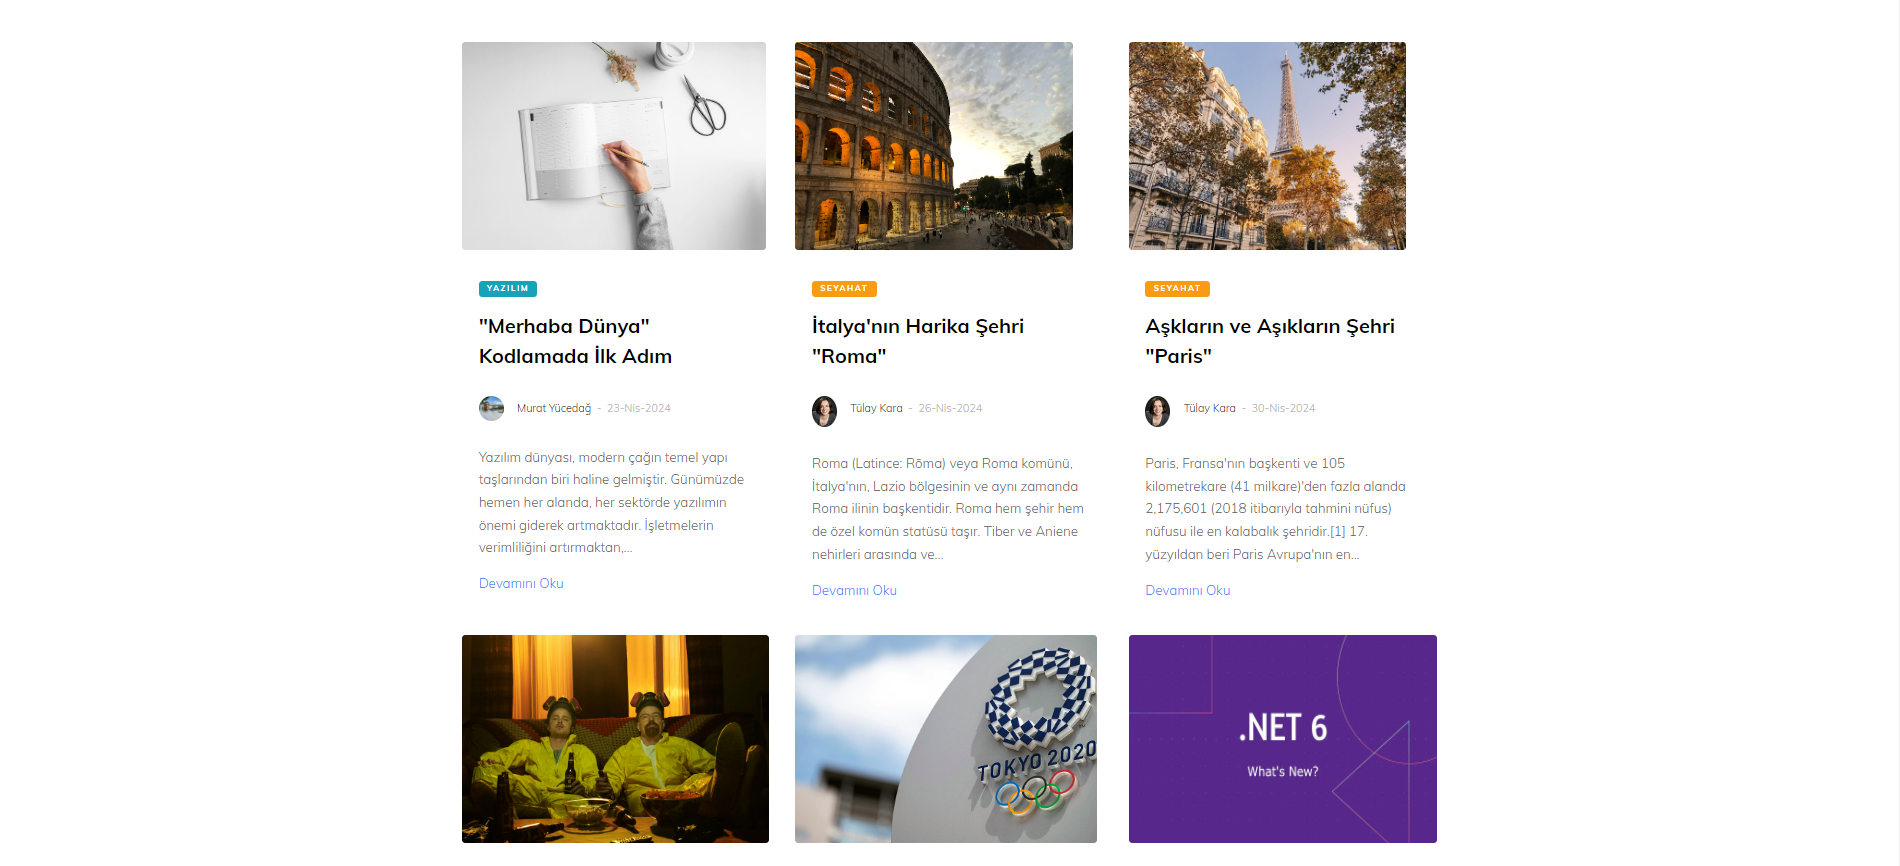 YAZILIM
"Merhaba Dünya"
Kodlamada İlk Adım
Murat Yücedağ - 23-Nis-2024
Yazılım dünyası, modern çağın temel yapı
taşlarından biri haline gelmiştir. Günümüzde
hemen her alanda, her sektörde yazılımın
önemi giderek artmaktadır. İşletmelerin
verimliliğini artırmaktan,...
Devamını Oku
SEYAHAT
İtalya'nın Harika Şehri
"Roma"
Tülay Kara - 26-Nis-2024
Roma (Latince: Rōma) veya Roma komünü,
İtalya'nın, Lazio bölgesinin ve aynı zamanda
Roma ilinin başkentidir. Roma hem şehir hem
de özel komün statüsü taşır. Tiber ve Aniene
nehirleri arasında ve...
Devamını Oku
SEYAHAT
Aşkların ve Aşıkların Şehri
"Paris"
Tülay Kara - 30-Nis-2024
Paris, Fransa'nın başkenti ve 105
kilometrekare (41 milkare)'den fazla alanda
2,175,601 (2018 itibarıyla tahmini nüfus)
nüfusu ile en kalabalık şehridir.[1] 17.
yüzyıldan beri Paris Avrupa'nın en...
Devamını Oku
TOKYO 2020
.NET 6
What's New?